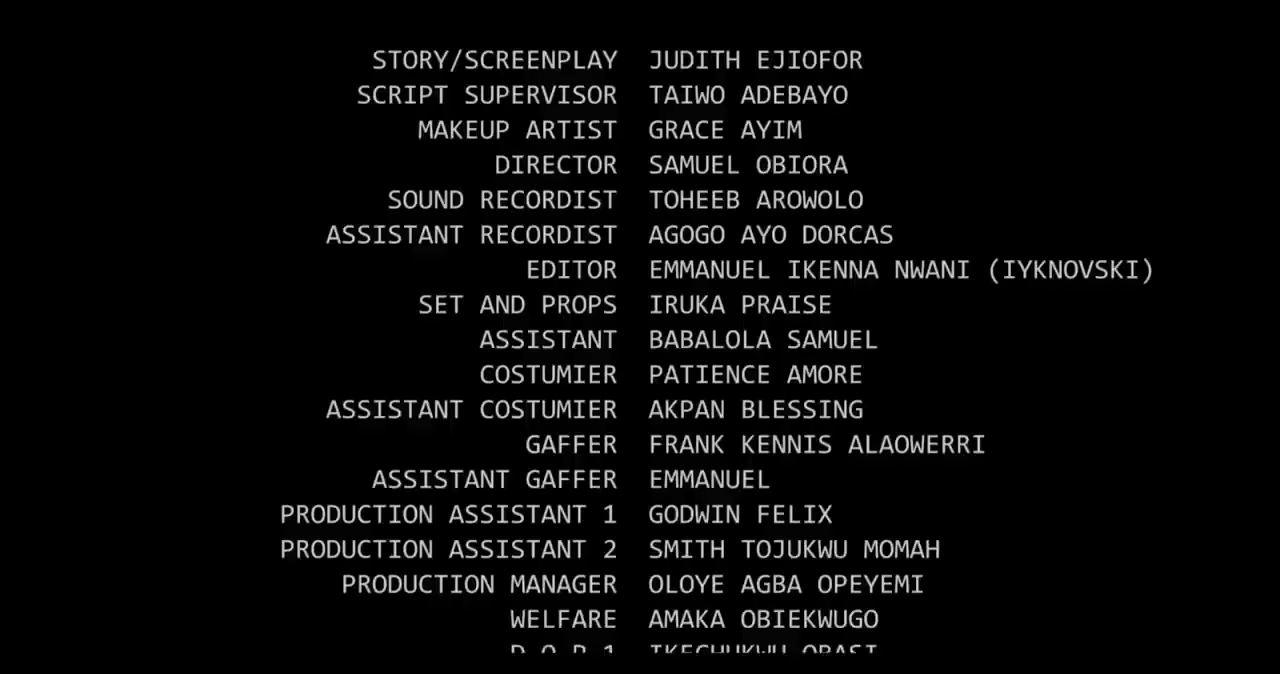 STORY/SCREENPLAY JUDITH EJIOFOR
SCRIPT SUPERVISOR TAIWO ADEBAYO
MAKEUP ARTIST GRACE AYIM
DIRECTOR SAMUEL OBIORA
SOUND RECORDIST TOHEEB AROWOLO
ASSISTANT RECORDIST AGOGO AYO DORCAS
EDITOR EMMANUEL IKENNA NWANI (IYKNOVSKI)
SET AND PROPS IRUKA PRAISE
ASSISTANT BABALOLA SAMUEL
COSTUMIER PATIENCE AMORE
ASSISTANT COSTUMIER AKPAN BLESSING
GAFFER FRANK KENNIS ALAOWERRI
ASSISTANT GAFFER EMMANUEL
PRODUCTION ASSISTANT 1 GODWIN FELIX
PRODUCTION ASSISTANT 2 SMITH TOJUKWU MOMAH
PRODUCTION MANAGER OLOYE AGBA OPEYEMI
WELFARE AMAKA OBIEKWUGO
IKECHUKWU